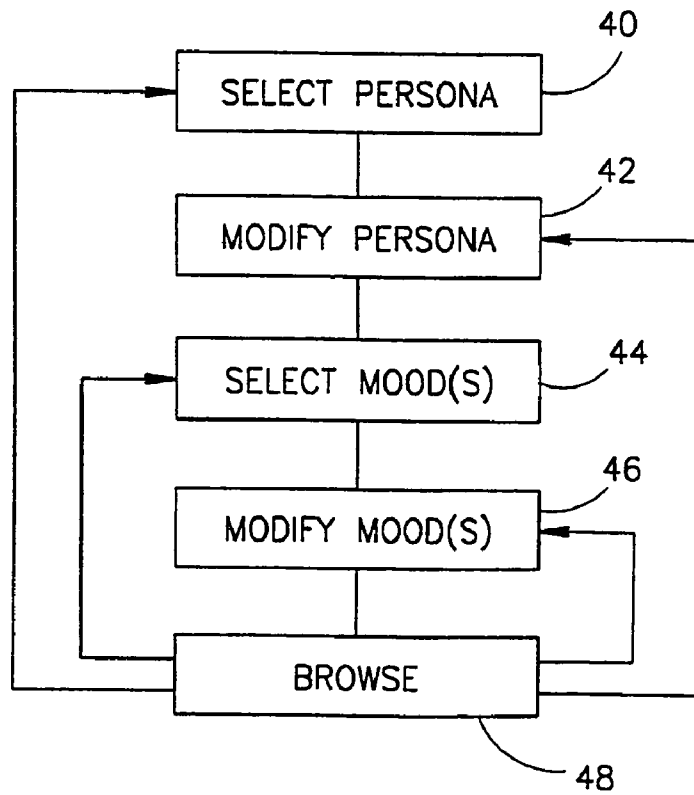 40
SELECT PERSONA
42
MODIFY PERSONA
SELECT MOOD(S)
44
46
MODIFY MOOD(S)
BROWSE
48